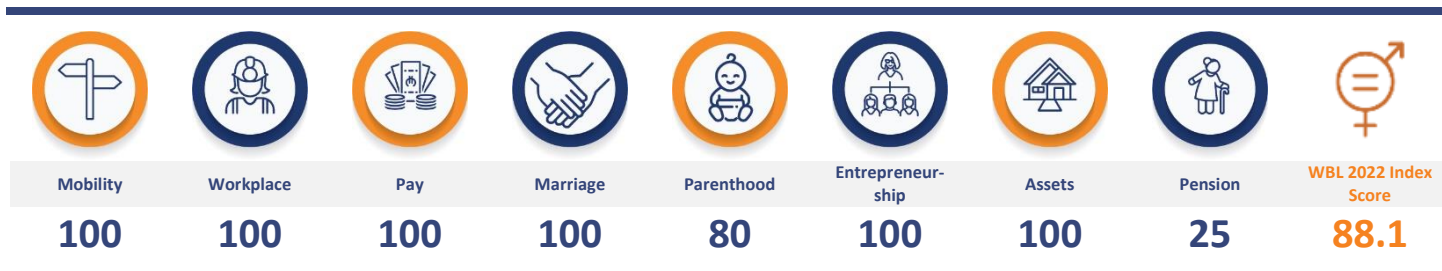 Mobility
Workplace
Pay
Marriage
Parenthood
Entrepreneur-
ship
Assets
Pension
WBL 2022 Index
Score
100
100
100
100
80
100
100
25
88.1